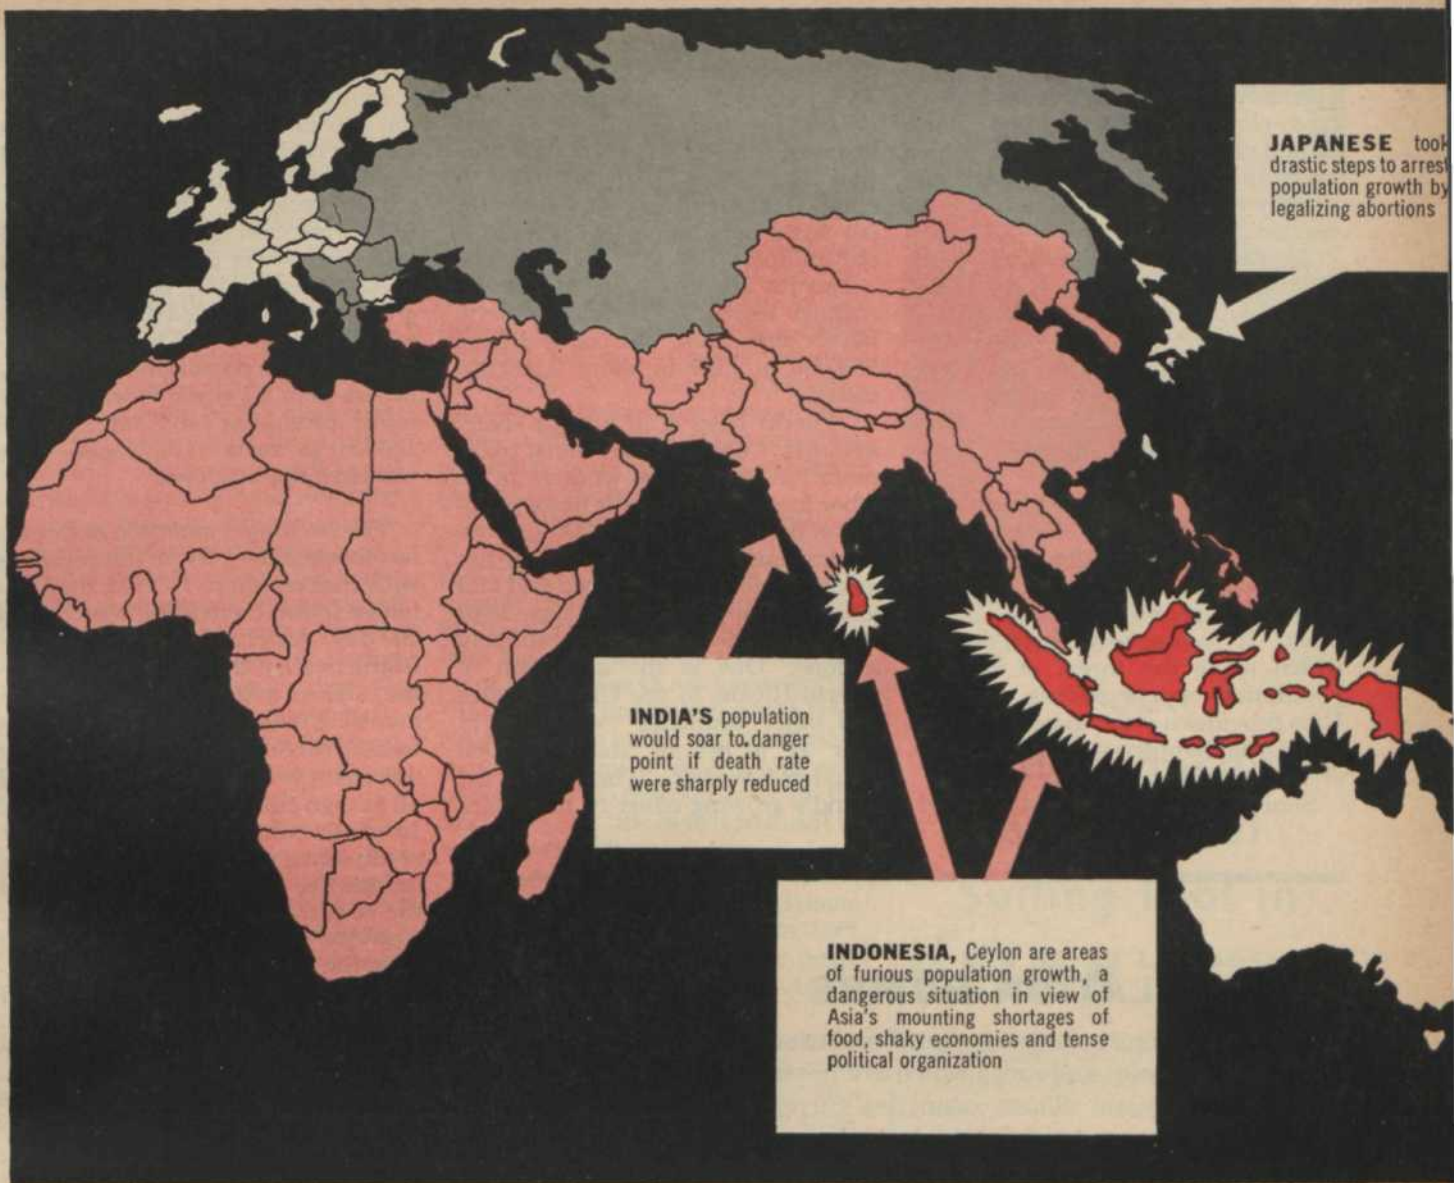 JAPANESE took
drastic steps to arrest
population growth by
legalizing abortions
INDIA'S population
would soar to danger
point if death rate
were sharply reduced
INDONESIA, Ceylon are areas
of furious population growth, a
dangerous situation in view of
Asia's mounting shortages of
food, shaky economies and tense
political organization